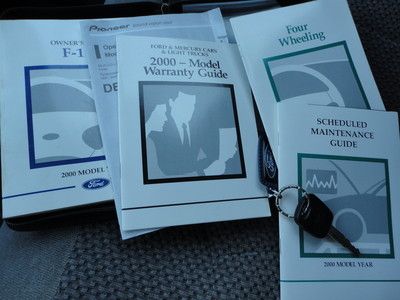 OWNER'S
F-1
Ford
2000 MODEL
Pioneer
FORD & MERCURY CARS
& LIGHT TRUCKS
2000 – Model
Warranty Guide
Four
Wheeling
SCHEDULED
MAINTENANCE
GUIDE
2000 MODEL YEAR